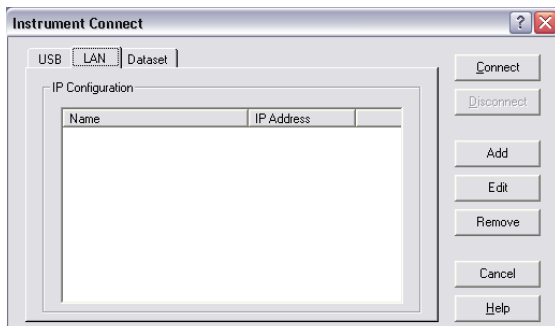 Instrument Connect
USB LAN Dataset
IP Configuration
Name IP Address
Connect
Disconnect
Add
Edit
Remove
Cancel
Help